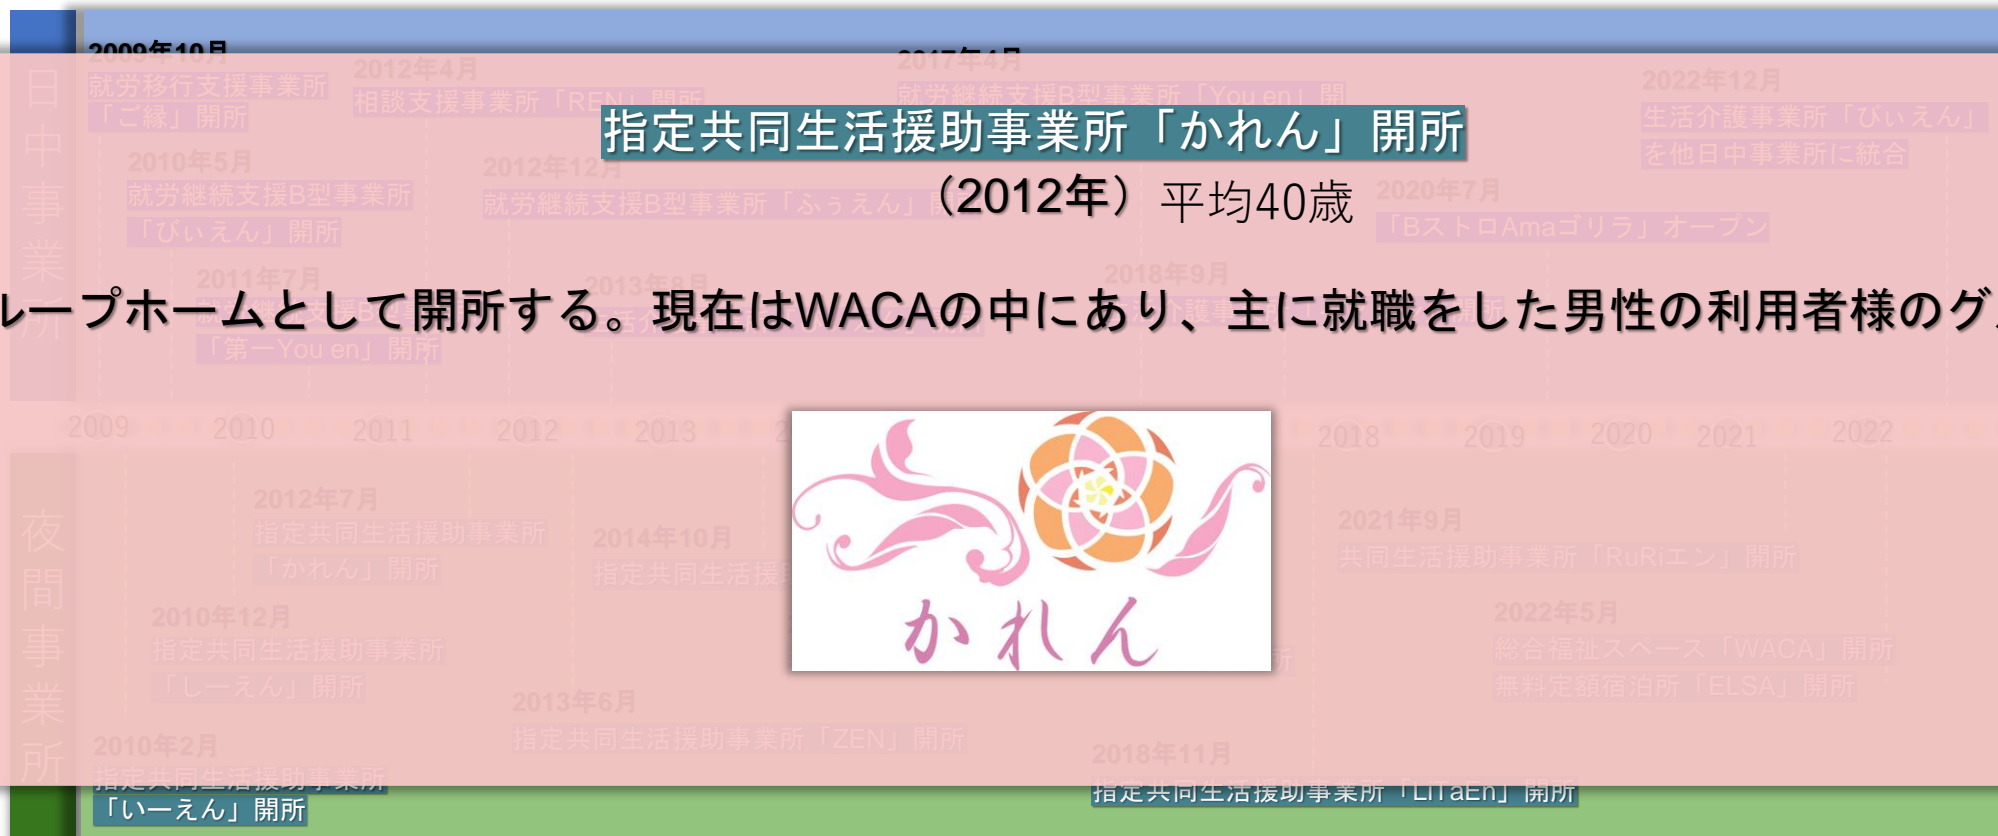 指定共同生活援助事業所「かれん」開所
（2012年）平均40歳
ループホームとして開所する。現在はWACAの中にあり、主に就職をした男性の利用者様のグ
かれん
日中事業所
2009年10月
就労移行支援事業所
「ご縁」開所
2012年4月
相談支援事業所「REN」開所
2017年4月
就労継続支援B型事業所「You en」開
2022年12月
生活介護事業所「びぃえん」
を他日中事業所に統合
2010年5月
就労継続支援B型事業所
「びぃえん」開所
2012年12月
就労継続支援B型事業所「ふぅえん」開
2020年7月
「BストロAmaゴリラ」オープン
2011年7月
「第一You en」開所
2013年8月
2018年9月
2009 2010 2011 2012 2013 2018 2019 2020 2021 2022
夜間事業所
2012年7月
指定共同生活援助事業所
「かれん」開所
2014年10月
指定共同生活援
2021年9月
共同生活援助事業所「RuRiエン」開所
2010年12月
指定共同生活援助事業所
「しーえん」開所
2022年5月
総合福祉スペース「WACA」開所
無料定額宿泊所「ELSA」開所
2013年6月
指定共同生活援助事業所「ZEN」開所
2010年2月
指定共同生活援助事業所
「いーえん」開所
2018年11月
指定共同生活援助事業所「LiTaEn」開所